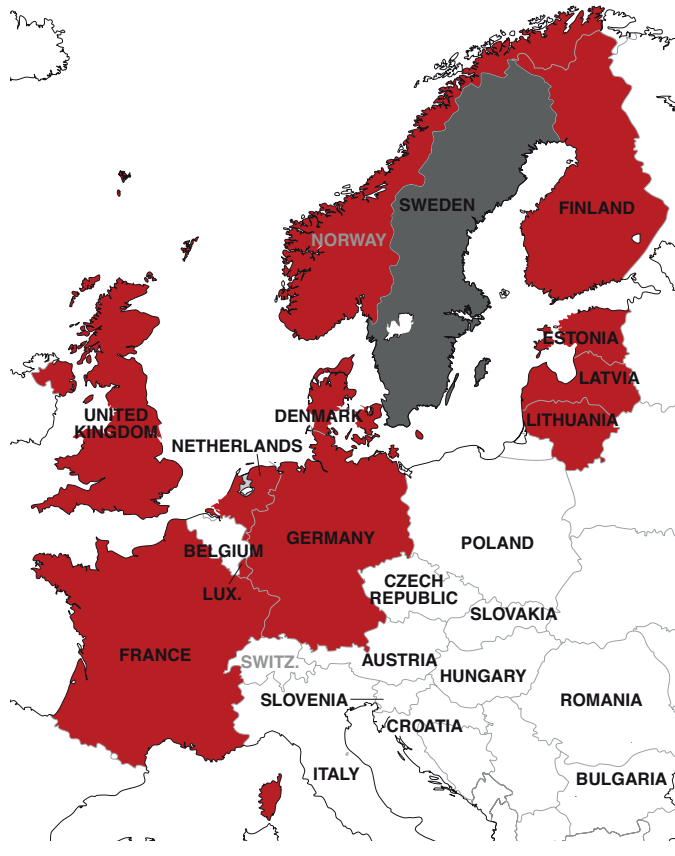 SWEDEN
FINLAND
NORWAY
ESTONIA
LATVIA
UNITED
KINGDOM
DENMARK
LITHUANIA
NETHERLANDS
GERMANY
POLAND
BELGIUM
CZECH
REPUBLIC
LUX.
SLOVAKIA
FRANCE
SWITZ.
AUSTRIA
HUNGARY
SLOVENIA
ROMANIA
CROATIA
ITALY
BULGARIA